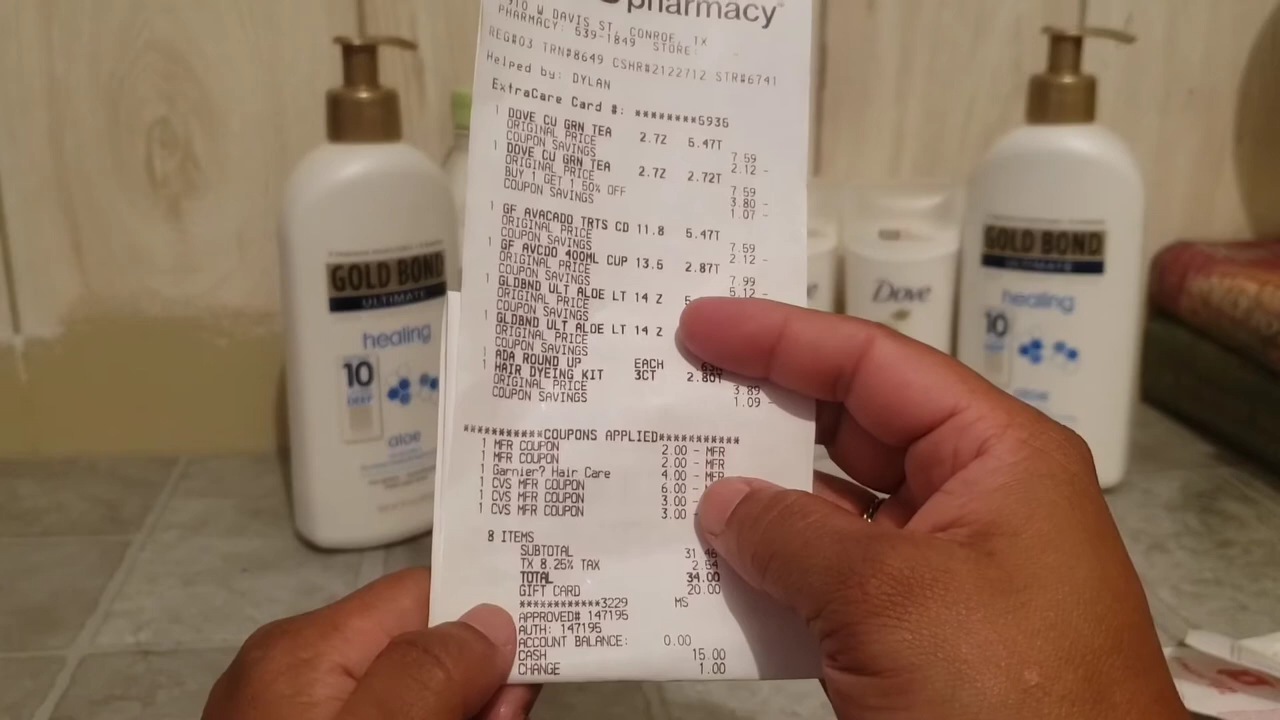 pharmacy
W DAVIS ST, CONROE, TX
PHARMACY: 539-1849 STORE:
REG#03 TRN#8649 CSHR#2122712 STR#6741
Helped by: DYLAN
ExtraCare Card #: ********5935
1 DOVE CU GRN TEA 2.7Z 5.47T
ORIGINAL PRICE 7.59
COUPON SAVINGS 2.12 -
1 DOVE CU GRN TEA 2.7Z 2.72T
ORIGINAL PRICE 7.59
BUY 1 GET 1 50% OFF 3.80 -
COUPON SAVINGS 1.07 -
1 GF AVACADO TRTS CD 11.8 5.47T
ORIGINAL PRICE 7.59
COUPON SAVINGS 2.12 -
1 GF AVCDO 400ML CUP 13.5 2.87T
ORIGINAL PRICE 7.99
COUPON SAVINGS 5.12 -
1 GLDBND ULT ALOE LT 14 Z
ORIGINAL PRICE
COUPON SAVINGS
1 GLDBND ULT ALOE LT 14 Z
ORIGINAL PRICE
COUPON SAVINGS
1 ADA ROUND UP EACH
1 HAIR DYEING KIT 3CT 2.80T
ORIGINAL PRICE 3.89
COUPON SAVINGS 1.09 -
***********COUPONS APPLIED***********
1 MFR COUPON 2.00 - MFR
1 MFR COUPON 2.00 - MFR
1 Garnier? Hair Care 4.00 - MFR
1 CVS MFR COUPON 6.00 -
1 CVS MFR COUPON 3.00 -
1 CVS MFR COUPON 3.00 -
8 ITEMS
SUBTOTAL 31.46
TX 8.25% TAX 2.54
TOTAL 34.00
GIFT CARD 20.00
************3229 MS
APPROVED# 147195
AUTH: 147195
ACCOUNT BALANCE: 0.00
CASH 15.00
CHANGE 1.00
GOLD BOND
ULTIMATE
healing
10
aloe
Dove
GOLD BOND
ULTIMATE
healing
10
aloe